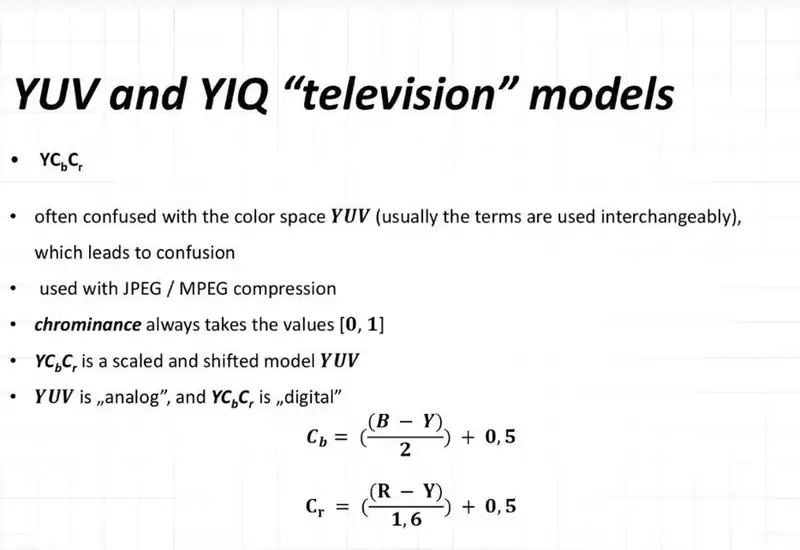 YUV and YIQ “television” models
• YCbCr
• often confused with the color space YUV (usually the terms are used interchangeably),
which leads to confusion
• used with JPEG / MPEG compression
• chrominance always takes the values [0, 1]
• YCbCr is a scaled and shifted model YUV
• YUV is „analog”, and YCbCr is „digital”
Cb = ((B − Y)/2) + 0,5
Cr = ((R − Y)/1,6) + 0,5